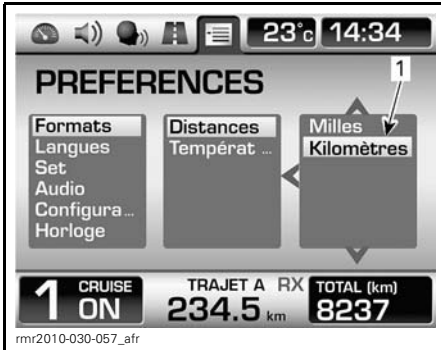 23°c 14:34
PREFERENCES
1
Formats
Langues
Set
Audio
Configura...
Horloge
Distances
Températ ...
Milles
Kilomètres
1 CRUISE ON
TRAJET A RX
234.5 km
TOTAL (km)
8237
rmr2010-030-057_afr